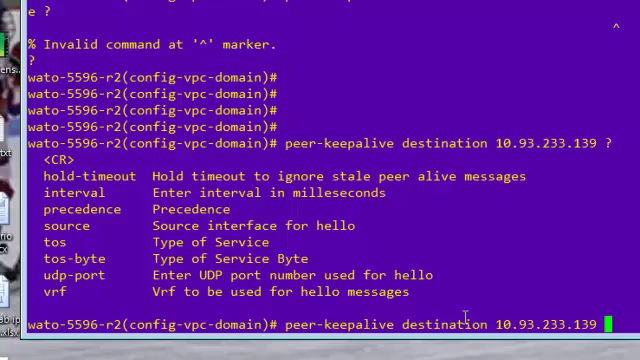 e ?
^
% Invalid command at '^' marker.
?
wato-5596-r2(config-vpc-domain)#
wato-5596-r2(config-vpc-domain)#
wato-5596-r2(config-vpc-domain)#
wato-5596-r2(config-vpc-domain)#
wato-5596-r2(config-vpc-domain)# peer-keepalive destination 10.93.233.139 ?
<CR>
hold-timeout Hold timeout to ignore stale peer alive messages
interval Enter interval in milleseconds
precedence Precedence
source Source interface for hello
tos Type of Service
tos-byte Type of Service Byte
udp-port Enter UDP port number used for hello
vrf Vrf to be used for hello messages
wato-5596-r2(config-vpc-domain)# peer-keepalive destination 10.93.233.139